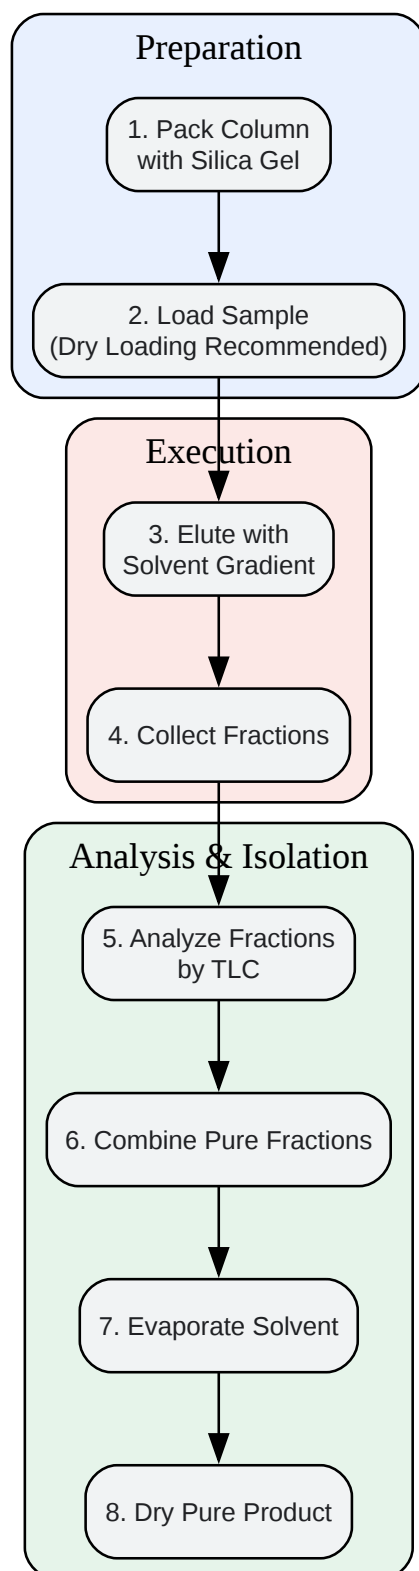 Preparation
1. Pack Column
with Silica Gel
2. Load Sample
(Dry Loading Recommended)
Execution
3. Elute with
Solvent Gradient
4. Collect Fractions
Analysis & Isolation
5. Analyze Fractions
by TLC
6. Combine Pure Fractions
7. Evaporate Solvent
8. Dry Pure Product